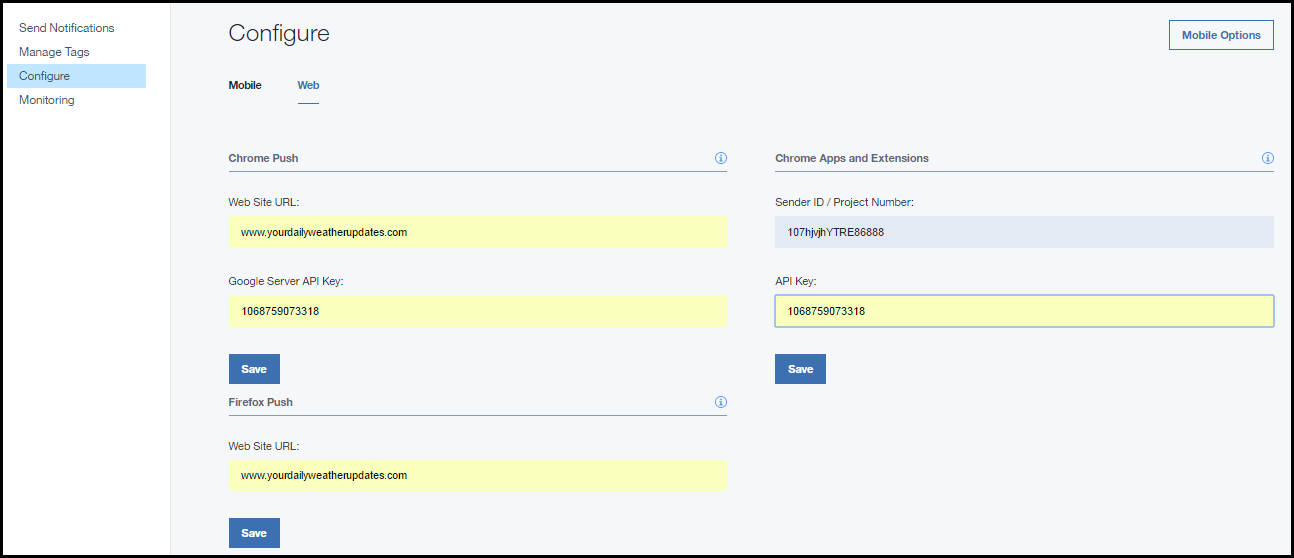 Send Notifications
Manage Tags
Configure
Monitoring
Configure
Mobile Options
Mobile
Web
Chrome Push
Web Site URL:
www.yourdailyweatherupdates.com
Google Server API Key:
1068759073318
Save
Chrome Apps and Extensions
Sender ID / Project Number:
107hjvjhYTRE86888
API Key:
1068759073318
Save
Firefox Push
Web Site URL:
www.yourdailyweatherupdates.com
Save